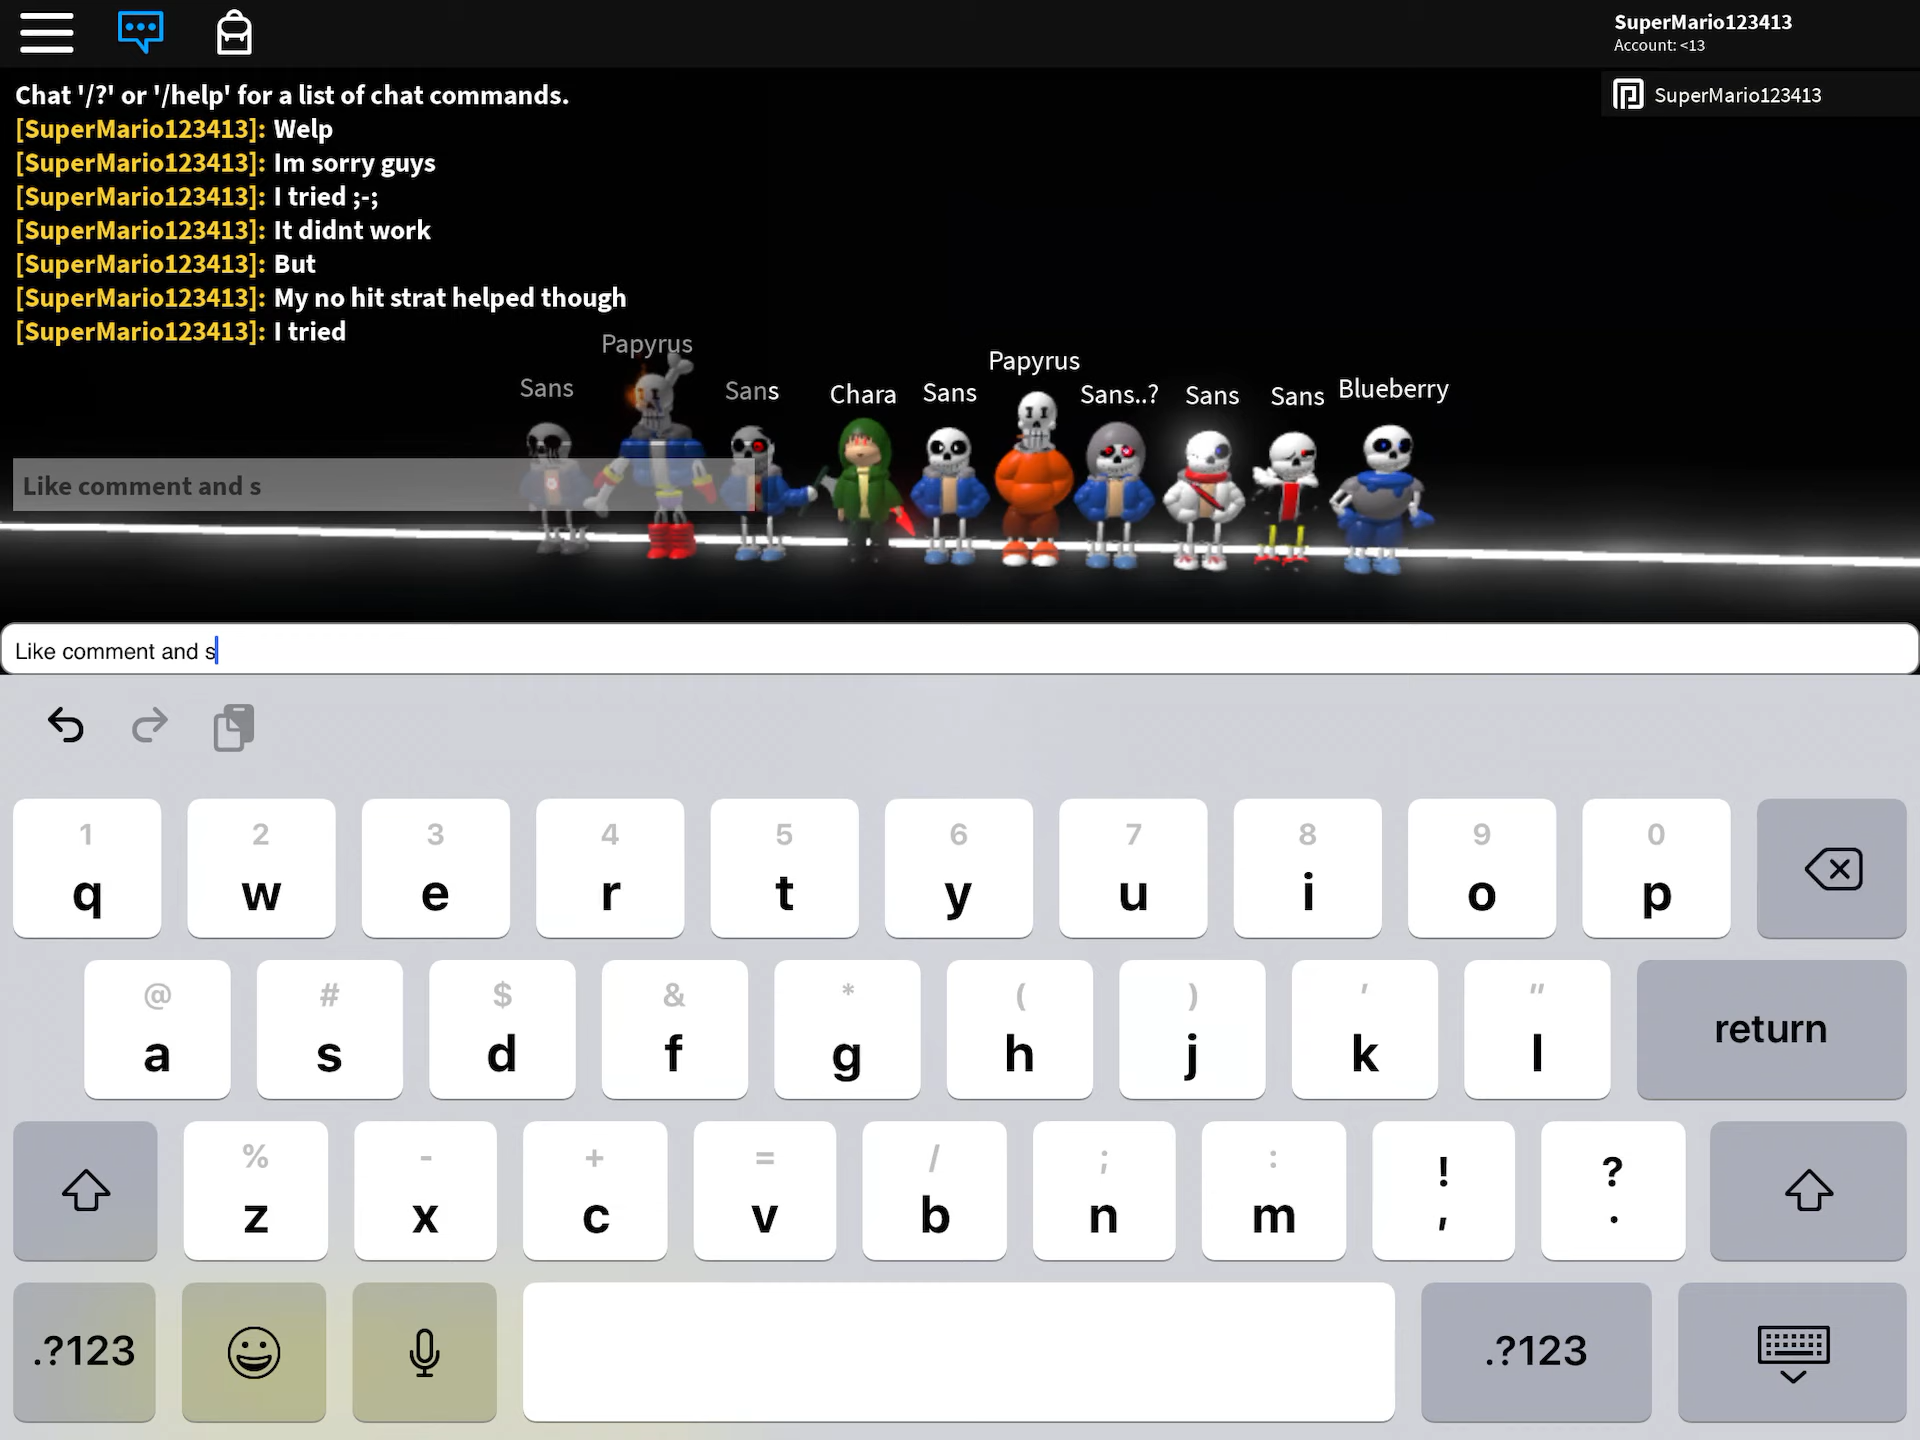 SuperMario123413
Account: <13
SuperMario123413
Chat '/?' or '/help' for a list of chat commands.
[SuperMario123413]: Welp
[SuperMario123413]: Im sorry guys
[SuperMario123413]: I tried ;-;
[SuperMario123413]: It didnt work
[SuperMario123413]: But
[SuperMario123413]: My no hit strat helped though
[SuperMario123413]: I tried
Sans Papyrus Sans Chara Sans Papyrus Sans..? Sans Sans Blueberry
Like comment and s
Like comment and s
1 2 3 4 5 6 7 8 9 0
q w e r t y u i o p
@ # $ & * ( ) ' "
a s d f g h j k l return
% - + = / ; : ! ?
z x c v b n m , .
.?123 .?123